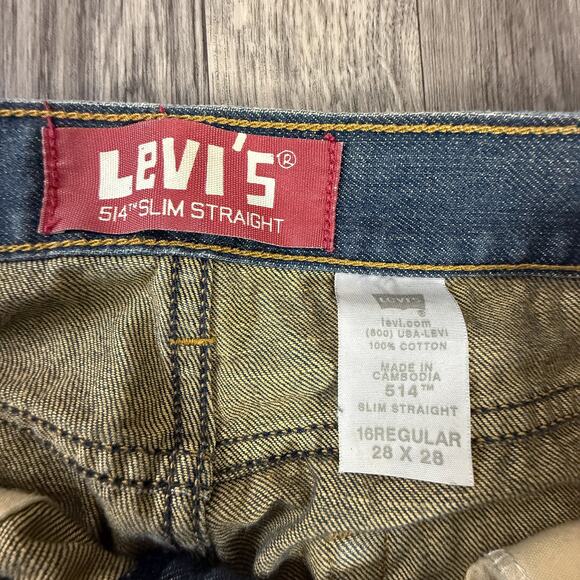 LEVI'S®
514™ SLIM STRAIGHT
LEVI'S
levi.com
(800) USA-LEVI
100% COTTON
MADE IN
CAMBODIA
514™
SLIM STRAIGHT
16REGULAR
28 X 28